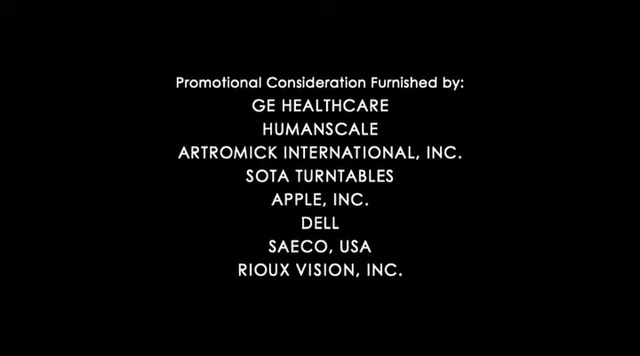 Promotional Consideration Furnished by:
GE HEALTHCARE
HUMANSCALE
ARTROMICK INTERNATIONAL, INC.
SOTA TURNTABLES
APPLE, INC.
DELL
SAECO, USA
RIOUX VISION, INC.